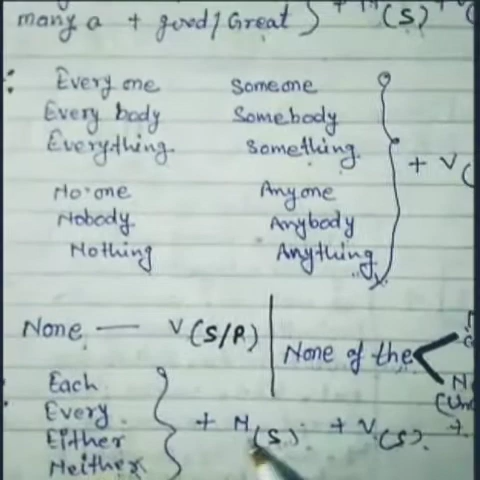 many a + good/Great } + N(S) + V(
Every one Someone
Every body Somebody
Everything Something + V(
No-one Anyone
Nobody Anybody
Nothing Anything
None — V(S/P) None of the
Each
Every + N(S) + V(S) +
Either
Neither